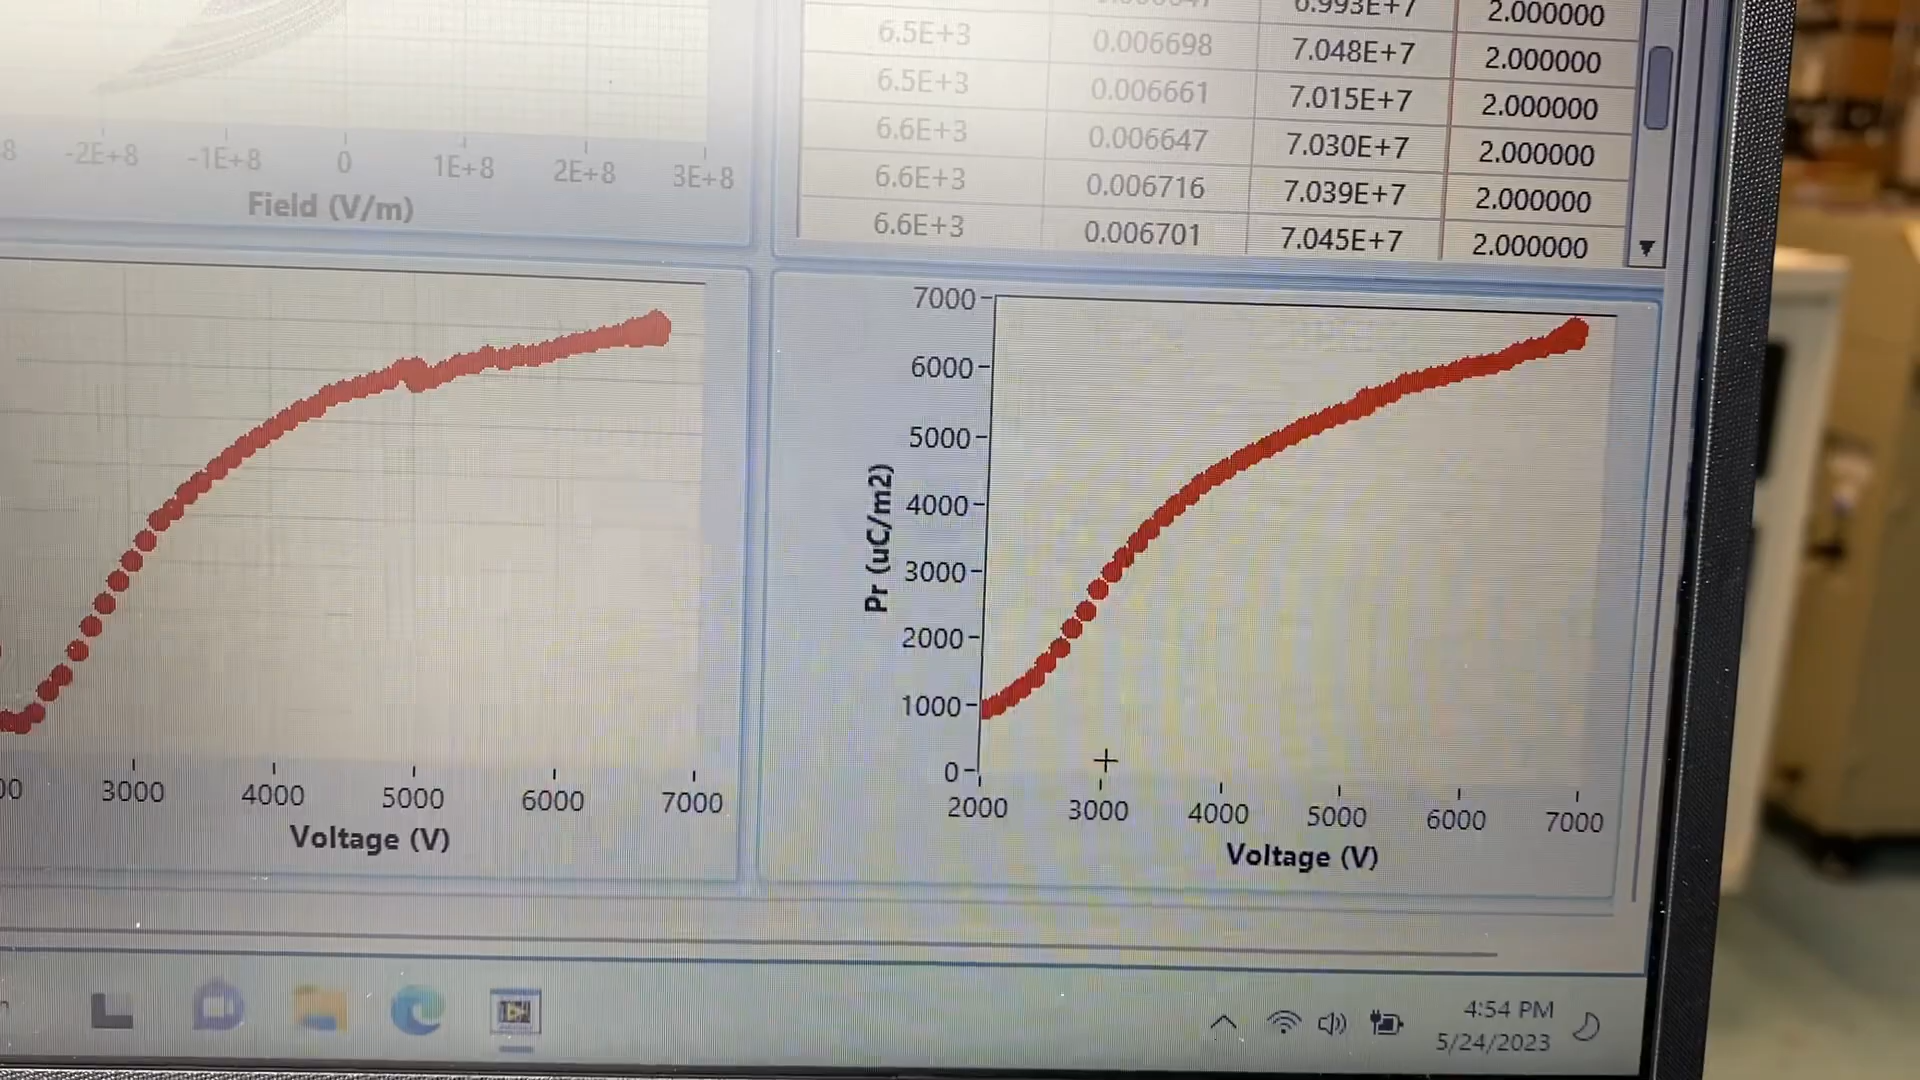 6.993E+7 2.000000
6.5E+3 0.006698 7.048E+7 2.000000
6.5E+3 0.006661 7.015E+7 2.000000
6.6E+3 0.006647 7.030E+7 2.000000
6.6E+3 0.006716 7.039E+7 2.000000
6.6E+3 0.006701 7.045E+7 2.000000
-2E+8 -1E+8 0 1E+8 2E+8 3E+8
Field (V/m)
3000 4000 5000 6000 7000
Voltage (V)
7000
6000
5000
4000
3000
2000
1000
0
Pr (uC/m2)
2000 3000 4000 5000 6000 7000
Voltage (V)
4:54 PM
5/24/2023